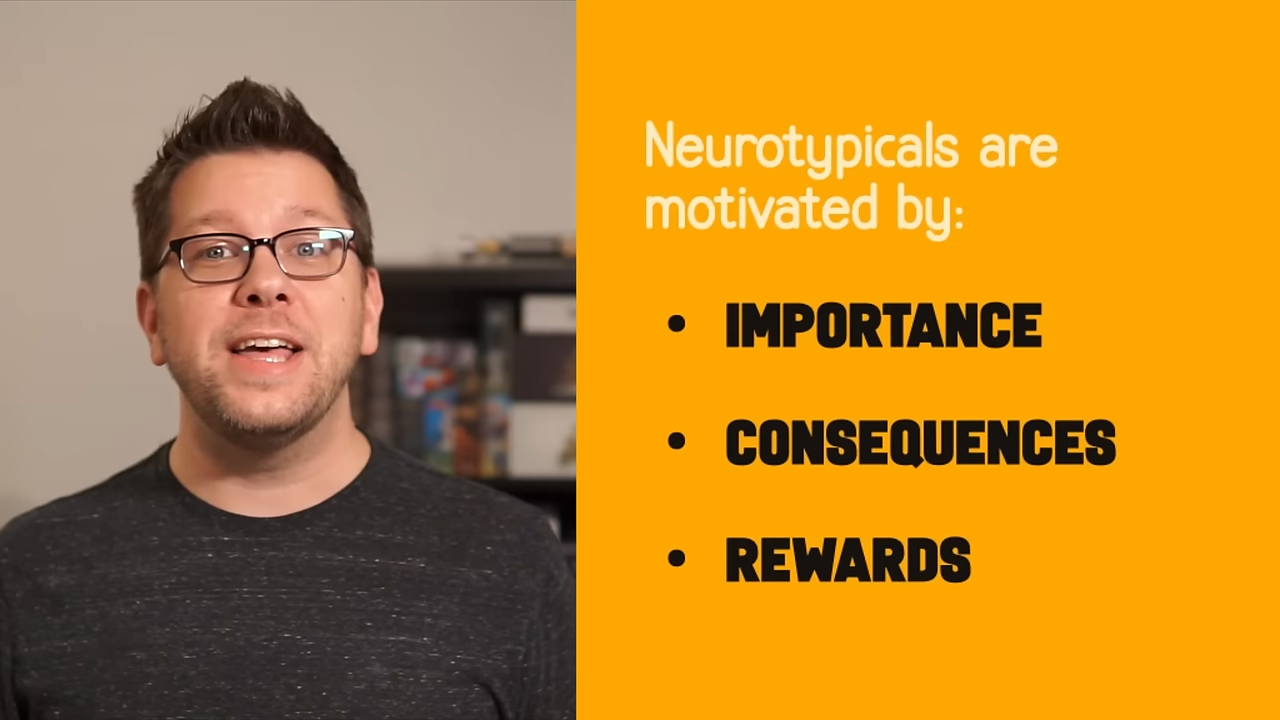 Neurotypicals are
motivated by:
• IMPORTANCE
• CONSEQUENCES
• REWARDS